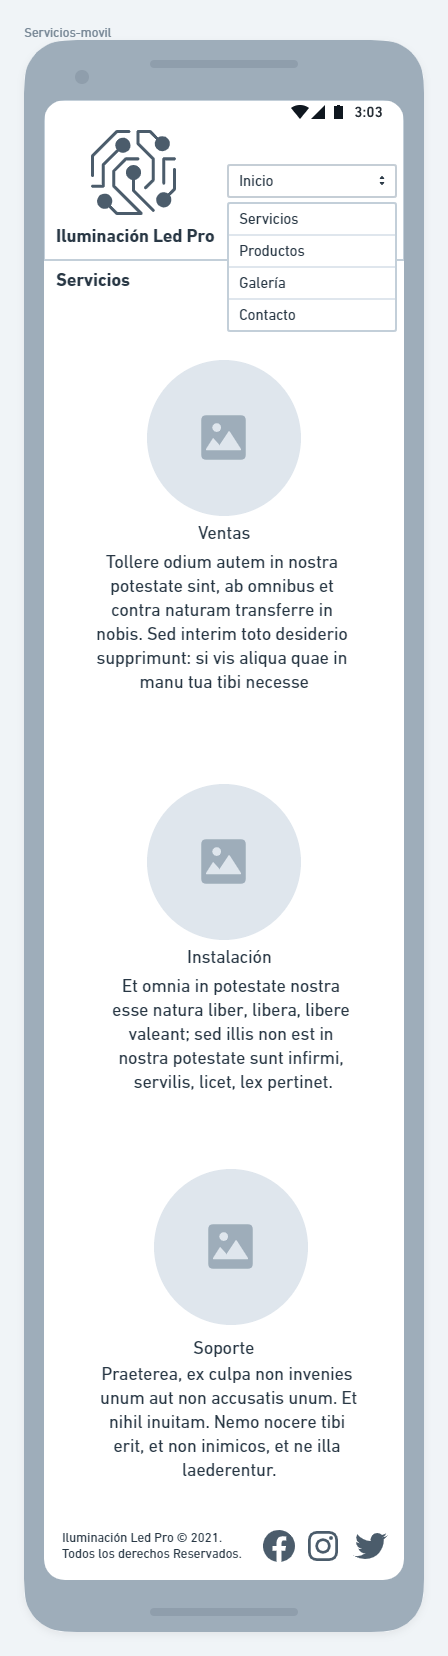 Servicios-movil
3:03
Inicio
Iluminación Led Pro
Servicios
Productos
Galería
Contacto
Servicios
Ventas
Tollere odium autem in nostra
potestate sint, ab omnibus et
contra naturam transferre in
nobis. Sed interim toto desiderio
supprimunt: si vis aliqua quae in
manu tua tibi necesse
Instalación
Et omnia in potestate nostra
esse natura liber, libera, libere
valeant; sed illis non est in
nostra potestate sunt infirmi,
servilis, licet, lex pertinet.
Soporte
Praeterea, ex culpa non invenies
unum aut non accusatis unum. Et
nihil inuitam. Nemo nocere tibi
erit, et non inimicos, et ne illa
laederentur.
Iluminación Led Pro © 2021.
Todos los derechos Reservados.